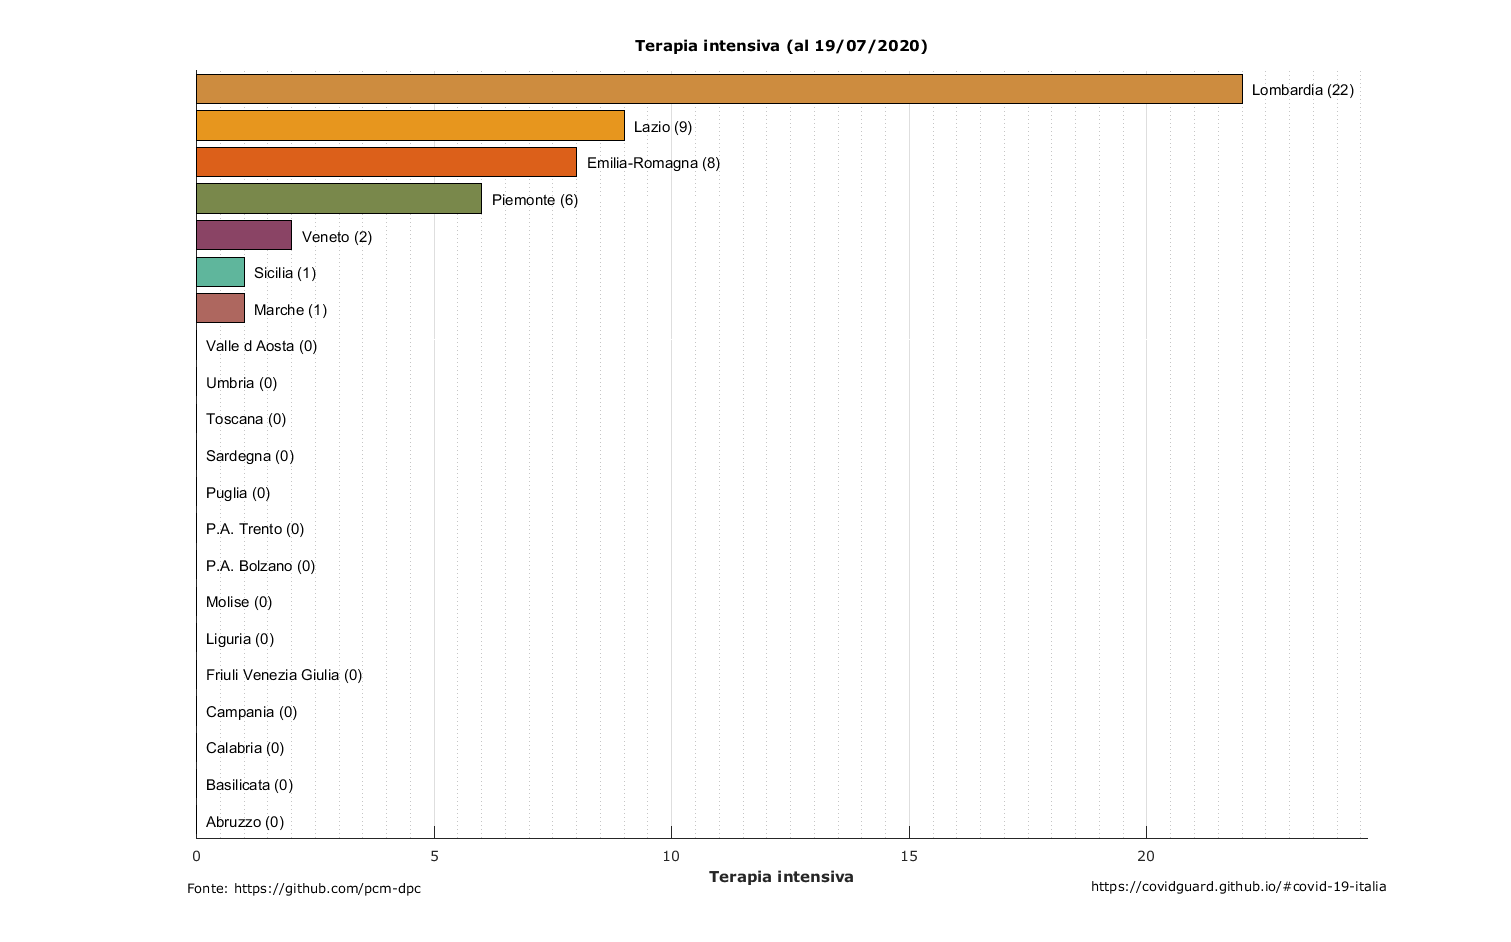 Terapia intensiva (al 19/07/2020)
Lombardia (22)
Lazio (9)
Emilia-Romagna (8)
Piemonte (6)
Veneto (2)
Sicilia (1)
Marche (1)
Valle d Aosta (0)
Umbria (0)
Toscana (0)
Sardegna (0)
Puglia (0)
P.A. Trento (0)
P.A. Bolzano (0)
Molise (0)
Liguria (0)
Friuli Venezia Giulia (0)
Campania (0)
Calabria (0)
Basilicata (0)
Abruzzo (0)
0 5 10 15 20
Terapia intensiva
Fonte: https://github.com/pcm-dpc
https://covidguard.github.io/#covid-19-italia